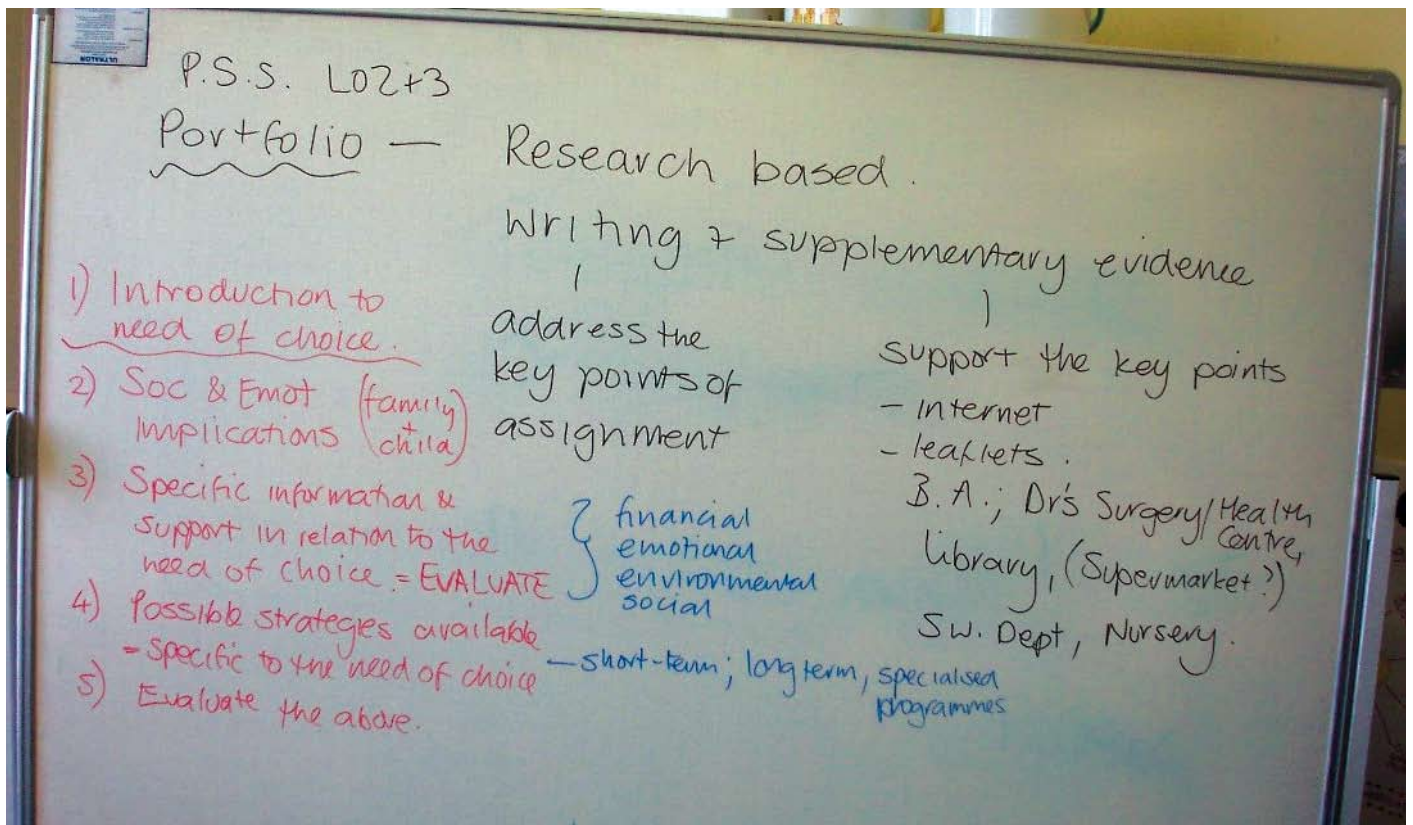 P.S.S. LO2+3
Portfolio — Research based.
Writing + supplementary evidence
address the
key points of
assignment
support the key points
- internet
- leaflets.
B.A.; Dr's Surgery/Health
Centre,
Library, (Supermarket?)
S.w. Dept, Nursery.
1) Introduction to
need of choice.
2) Soc & Emot (family
Implications + child)
3) Specific information &
support in relation to the
need of choice = EVALUATE
financial
emotional
environmental
social
4) Possible strategies available
= specific to the need of choice — short-term; long term, specialised
programmes
5) Evaluate the above.